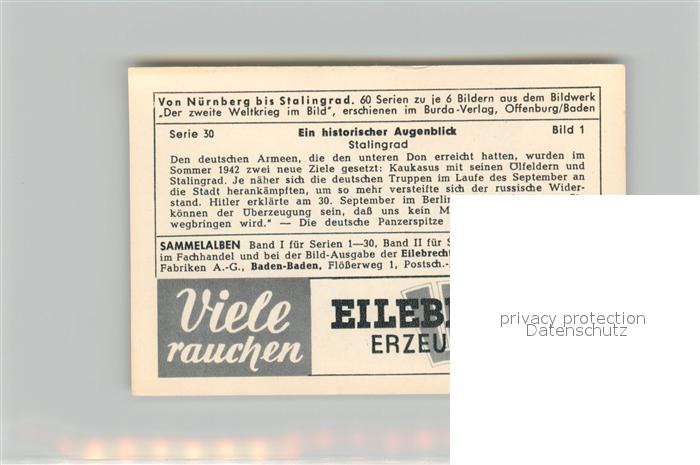 Von Nürnberg bis Stalingrad. 60 Serien zu je 6 Bildern aus dem Bildwerk
„Der zweite Weltkrieg im Bild", erschienen im Burda-Verlag, Offenburg/Baden
Serie 30 Ein historischer Augenblick Bild 1
Stalingrad
Den deutschen Armeen, die den unteren Don erreicht hatten, wurden im
Sommer 1942 zwei neue Ziele gesetzt: Kaukasus mit seinen Ölfeldern und
Stalingrad. Je näher sich die deutschen Truppen im Laufe des September an
die Stadt herankämpften, um so mehr versteifte sich der russische Wider-
stand. Hitler erklärte am 30. September im Berlin
können der Überzeugung sein, daß uns kein M
wegbringen wird." — Die deutsche Panzerspitze
SAMMELALBEN Band I für Serien 1—30, Band II für S
im Fachhandel und bei der Bild-Ausgabe der Eilebrecht
Fabriken A.-G., Baden-Baden, Flößerweg 1, Postsch.
Viele
rauchen
EILEB
ERZEU
privacy protection
Datenschutz